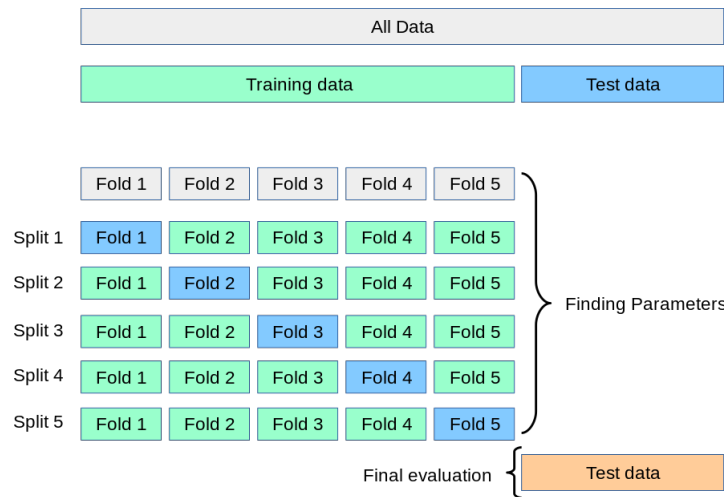 All Data
Training data Test data
Fold 1 Fold 2 Fold 3 Fold 4 Fold 5
Split 1 Fold 1 Fold 2 Fold 3 Fold 4 Fold 5
Split 2 Fold 1 Fold 2 Fold 3 Fold 4 Fold 5
Finding Parameters
Split 3 Fold 1 Fold 2 Fold 3 Fold 4 Fold 5
Split 4 Fold 1 Fold 2 Fold 3 Fold 4 Fold 5
Split 5 Fold 1 Fold 2 Fold 3 Fold 4 Fold 5
Final evaluation Test data